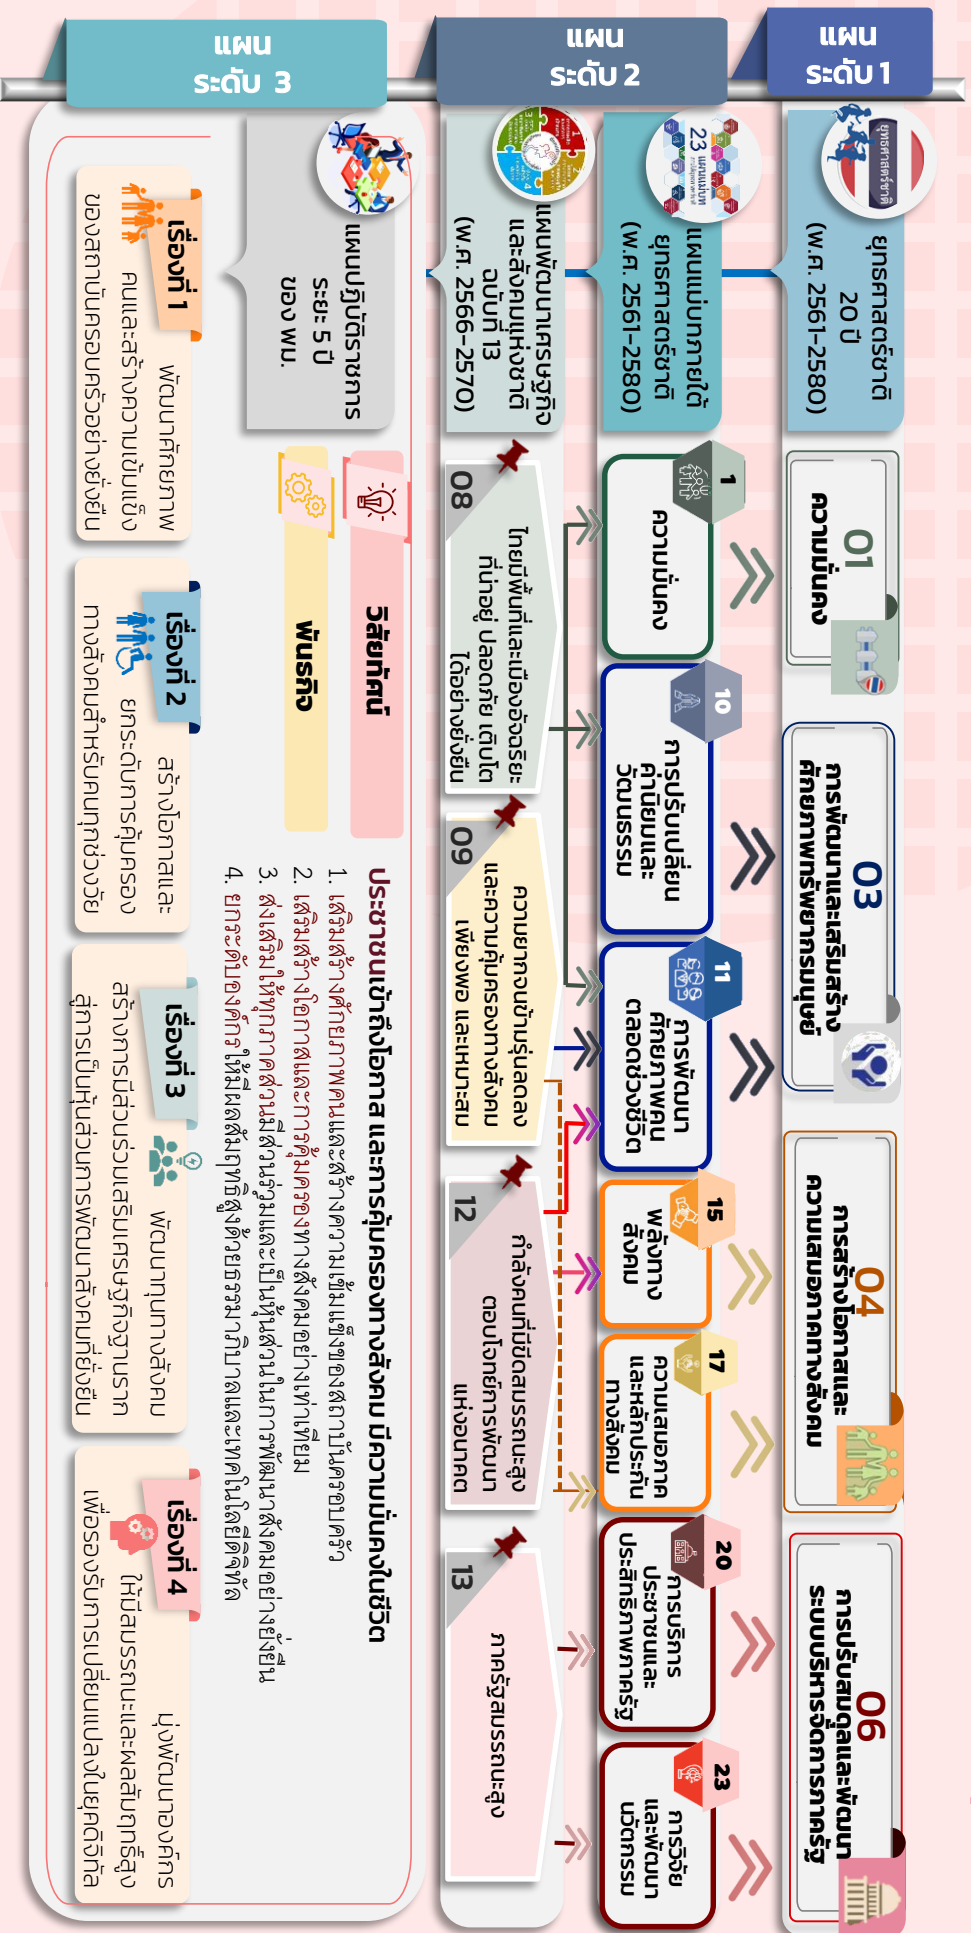 แผน
ระดับ 1
ยุทธศาสตร์ชาติ
ยุทธศาสตร์ชาติ
20 ปี
(พ.ศ. 2561-2580)
01
ความมั่นคง
03
การพัฒนาและเสริมสร้าง
ศักยภาพทรัพยากรมนุษย์
04
การสร้างโอกาสและ
ความเสมอภาคทางสังคม
06
การปรับสมดุลและพัฒนา
ระบบบริหารจัดการภาครัฐ
แผน
ระดับ 2
23 แผนแม่บท
แผนแม่บทภายใต้
ยุทธศาสตร์ชาติ
(พ.ศ. 2561-2580)
1
ความมั่นคง
10
การปรับเปลี่ยน
ค่านิยมและ
วัฒนธรรม
11
การพัฒนา
ศักยภาพคน
ตลอดช่วงชีวิต
15
พลังทาง
สังคม
17
ความเสมอภาค
และหลักประกัน
ทางสังคม
20
การบริการ
ประชาชนและ
ประสิทธิภาพภาครัฐ
23
การวิจัย
และพัฒนา
นวัตกรรม
1
2
3
4
แผนพัฒนาเศรษฐกิจ
และสังคมแห่งชาติ
ฉบับที่ 13
(พ.ศ. 2566-2570)
08
ไทยมีพื้นที่และเมืองอัจฉริยะ
ที่น่าอยู่ ปลอดภัย เติบโต
ได้อย่างยั่งยืน
09
ความยากจนข้ามรุ่นลดลง
และความคุ้มครองทางสังคม
เพียงพอ และเหมาะสม
12
กำลังคนที่มีขีดสมรรถนะสูง
ตอบโจทย์การพัฒนา
แห่งอนาคต
13
ภาครัฐสมรรถนะสูง
แผน
ระดับ 3
แผนปฏิบัติราชการ
ระยะ 5 ปี
ของ พม.
วิสัยทัศน์
ประชาชนเข้าถึงโอกาส และการคุ้มครองทางสังคม มีความมั่นคงในชีวิต
พันธกิจ
1. เสริมสร้างศักยภาพคนและสร้างความเข้มแข็งของสถาบันครอบครัว
2. เสริมสร้างโอกาสและการคุ้มครองทางสังคมอย่างเท่าเทียม
3. ส่งเสริมให้ทุกภาคส่วนมีส่วนร่วมและเป็นหุ้นส่วนในการพัฒนาสังคมอย่างยั่งยืน
4. ยกระดับองค์กรให้มีผลสัมฤทธิ์สูงด้วยธรรมาภิบาลและเทคโนโลยีดิจิทัล
เรื่องที่ 1
พัฒนาศักยภาพ
คนและสร้างความเข้มแข็ง
ของสถาบันครอบครัวอย่างยั่งยืน
เรื่องที่ 2
สร้างโอกาสและ
ยกระดับการคุ้มครอง
ทางสังคมสำหรับคนทุกช่วงวัย
เรื่องที่ 3
พัฒนาทุนทางสังคม
สร้างการมีส่วนร่วมเสริมเศรษฐกิจฐานราก
สู่การเป็นหุ้นส่วนการพัฒนาสังคมที่ยั่งยืน
เรื่องที่ 4
มุ่งพัฒนาองค์กร
ให้มีสมรรถนะและผลสัมฤทธิ์สูง
เพื่อรองรับการเปลี่ยนแปลงในยุคดิจิทัล